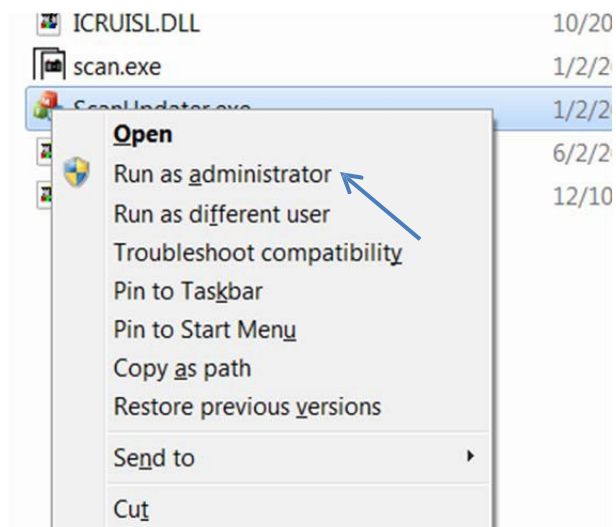 ICRUISL.DLL 10/20
scan.exe 1/2/2
ScanUpdater.exe 1/2/2
6/2/2
12/10
Open
Run as administrator
Run as different user
Troubleshoot compatibility
Pin to Taskbar
Pin to Start Menu
Copy as path
Restore previous versions
Send to
Cut